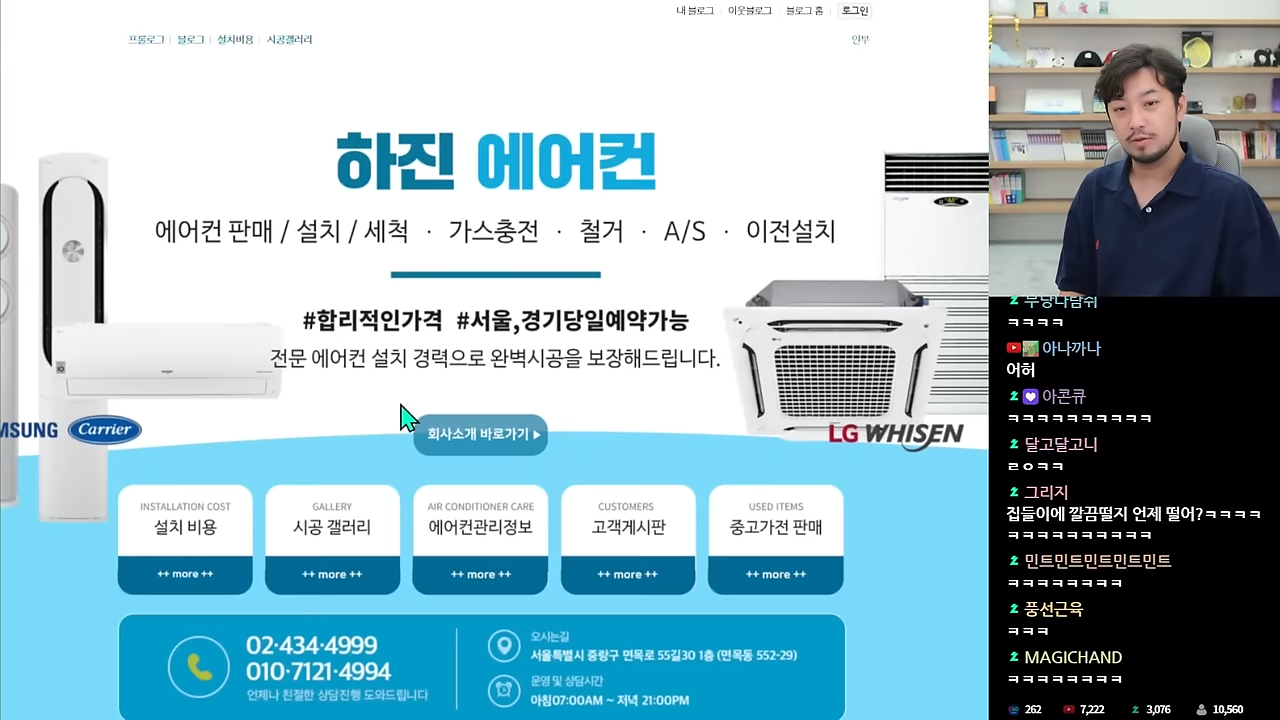 내 블로그 | 이웃블로그 | 블로그 홈 | 로그인
프롤로그 | 블로그 | 설치비용 | 시공갤러리
안부
하진 에어컨
에어컨 판매 / 설치 / 세척 · 가스충전 · 철거 · A/S · 이전설치
#합리적인가격 #서울,경기당일예약가능
전문 에어컨 설치 경력으로 완벽시공을 보장해드립니다.
Carrier
LG WHISEN
회사소개 바로가기
INSTALLATION COST
설치 비용
++ more ++
GALLERY
시공 갤러리
++ more ++
AIR CONDITIONER CARE
에어컨관리정보
++ more ++
CUSTOMERS
고객게시판
++ more ++
USED ITEMS
중고가전 판매
++ more ++
02·434·4999
010·7121·4994
언제나 친절한 상담진행 도와드립니다
오시는길
서울특별시 중랑구 면목로 55길30 1층 (면목동 552-29)
운영 및 상담시간
아침07:00AM ~ 저녁 21:00PM
ㅋㅋㅋㅋ
아나까나
어허
아콘큐
ㅋㅋㅋㅋㅋㅋㅋㅋㅋㅋ
달고달고니
ㄹㅇㅋㅋ
그리지
집들이에 깔끔떨지 언제 떨어?ㅋㅋㅋㅋ
ㅋㅋㅋㅋㅋㅋㅋㅋㅋㅋ
민트민트민트민트민트
ㅋㅋㅋㅋㅋㅋㅋㅋ
풍선근육
ㅋㅋㅋ
MAGICHAND
ㅋㅋㅋㅋㅋㅋㅋㅋ
262 7,222 3,076 10,560